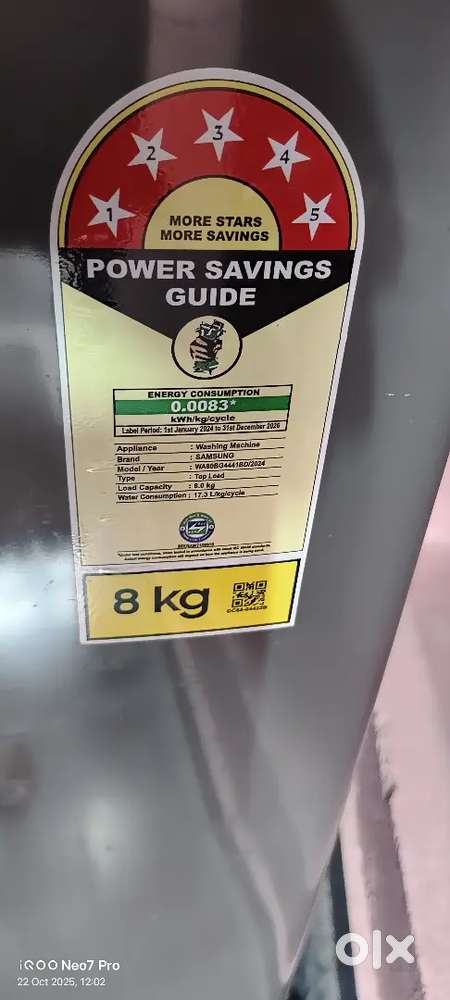 1 2 3 4 5
MORE STARS
MORE SAVINGS
POWER SAVINGS
GUIDE
ENERGY CONSUMPTION
0.0083*
kWh/kg/cycle
Label Period: 1st January 2024 to 31st December 2026
Appliance : Washing Machine
Brand : SAMSUNG
Model / Year : WA80BG4441BD/2024
Type : Top Load
Load Capacity : 8.0 kg
Water Consumption : 17.3 L/kg/cycle
8 kg
iQOO Neo7 Pro
22 Oct 2025, 12:02
olx